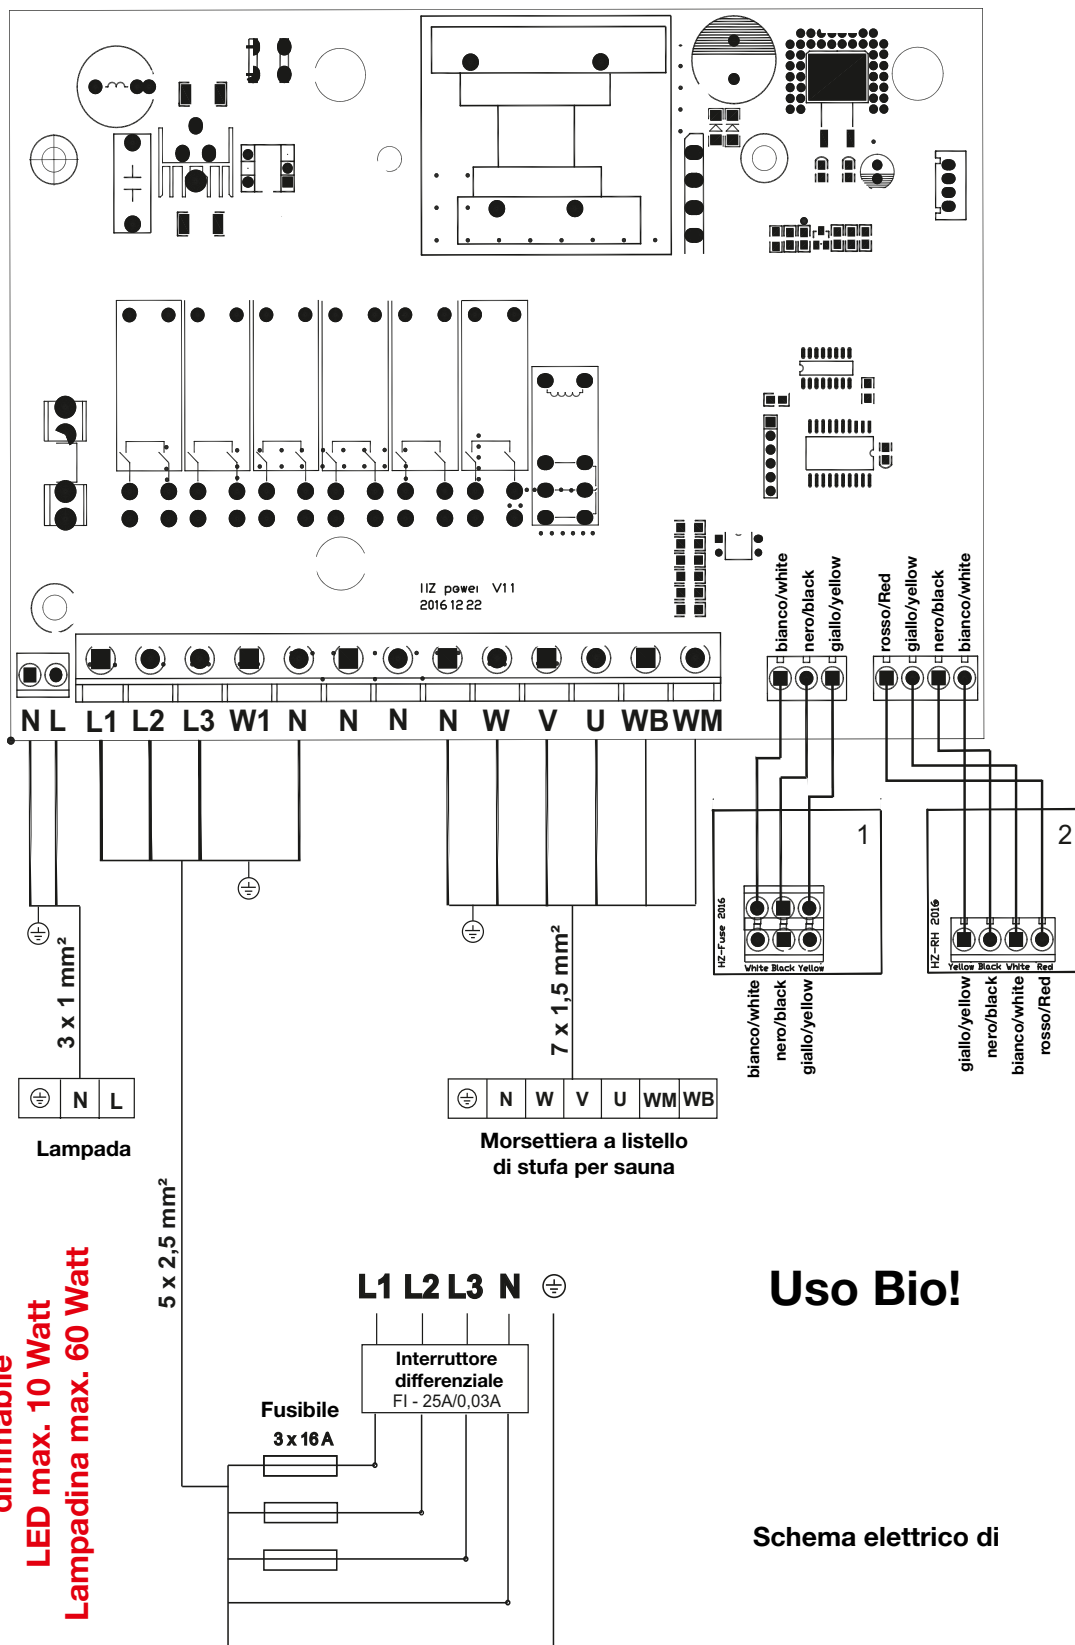 HZ power V1.1
2016 12 22
bianco/white
nero/black
giallo/yellow
rosso/Red
giallo/yellow
nero/black
bianco/white
N L L1 L2 L3 W1 N N N N W V U WB WM
1
HZ-Fuse 2016
White Black Yellow
bianco/white
nero/black
giallo/yellow
2
HZ-RH 2016
Yellow Black White Red
giallo/yellow
nero/black
bianco/white
rosso/Red
3 x 1 mm²
N L
Lampada
7 x 1,5 mm²
N W V U WM WB
Morsettiera a listello
di stufa per sauna
5 x 2,5 mm²
dimmabile
LED max. 10 Watt
Lampadina max. 60 Watt
L1 L2 L3 N
Interruttore
differenziale
FI - 25A/0,03A
Fusibile
3 x 16 A
Uso Bio!
Schema elettrico di